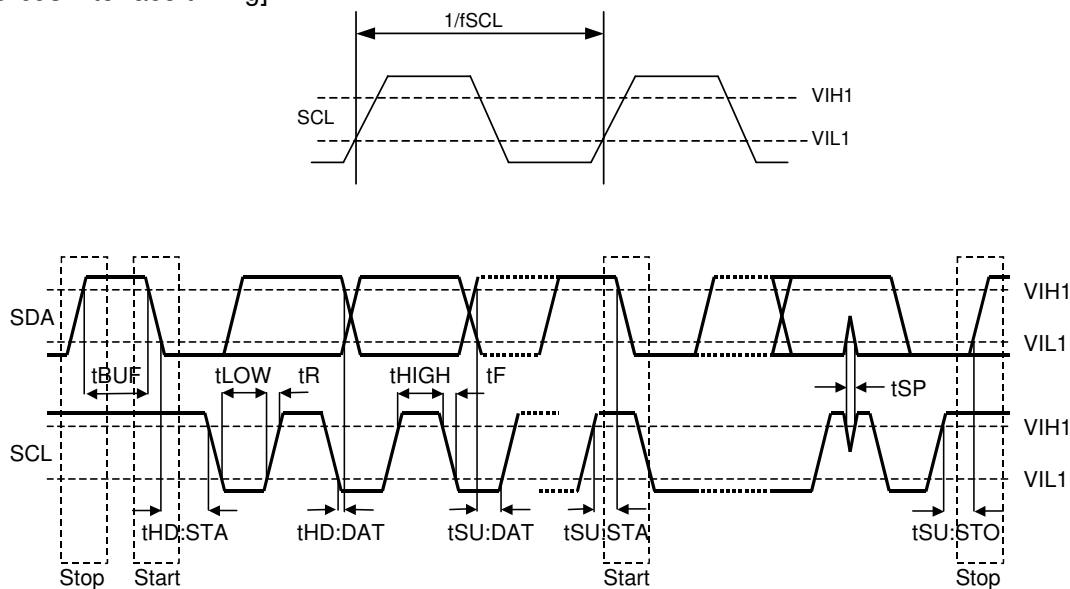 1/fSCL
VIH1
SCL
VIL1
VIH1
SDA
VIL1
tBUF tLOW tR tHIGH tF
tSP
VIH1
SCL
VIL1
tHD:STA tHD:DAT tSU:DAT tSU:STA tSU:STO
Stop Start Start Stop